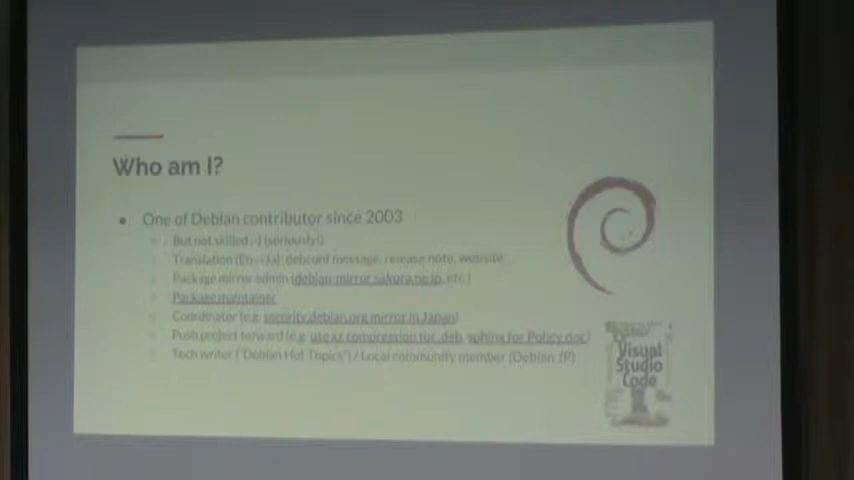 Who am I?
One of Debian contributor since 2003
But not skilled ;-) (seriously!)
Translation (En->Ja): debconf message, release note, website
Package mirror admin (debian-mirror.sakura.ne.jp, etc.)
Package maintainer
Coordinator (e.g. security.debian.org mirror in Japan)
Push project forward (e.g. use xz compression for .deb, sphinx for Policy doc)
Tech writer ("Debian Hot Topics") / Local community member (Debian JP)
Visual
Studio
Code